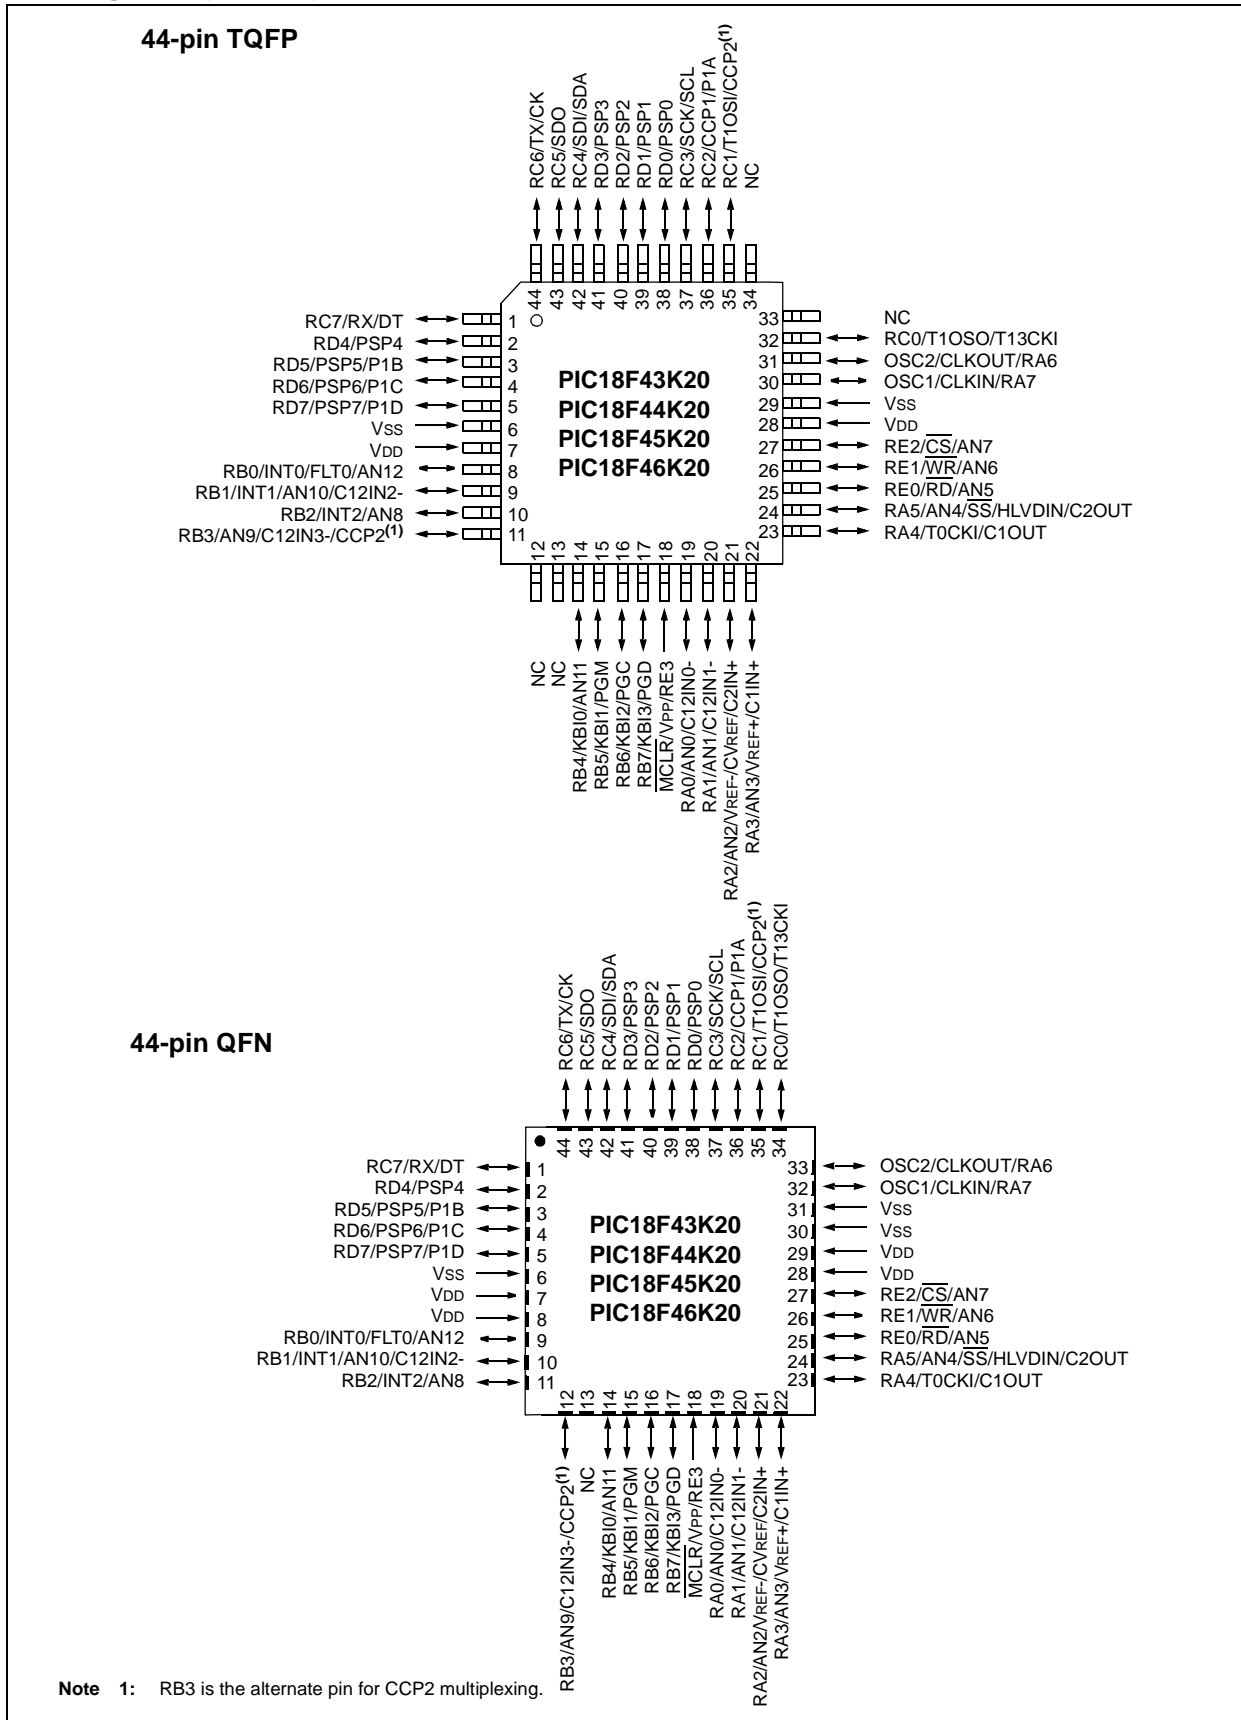 44-pin TQFP
RC6/TX/CK
RC5/SDO
RC4/SDI/SDA
RD3/PSP3
RD2/PSP2
RD1/PSP1
RD0/PSP0
RC3/SCK/SCL
RC2/CCP1/P1A
RC1/T1OSI/CCP2(1)
NC
44
43
42
41
40
39
38
37
36
35
34
RC7/RX/DT 1
RD4/PSP4 2
RD5/PSP5/P1B 3
RD6/PSP6/P1C 4
RD7/PSP7/P1D 5
VSS 6
VDD 7
RB0/INT0/FLT0/AN12 8
RB1/INT1/AN10/C12IN2- 9
RB2/INT2/AN8 10
RB3/AN9/C12IN3-/CCP2(1) 11
PIC18F43K20
PIC18F44K20
PIC18F45K20
PIC18F46K20
33 NC
32 RC0/T1OSO/T13CKI
31 OSC2/CLKOUT/RA6
30 OSC1/CLKIN/RA7
29 VSS
28 VDD
27 RE2/CS/AN7
26 RE1/WR/AN6
25 RE0/RD/AN5
24 RA5/AN4/SS/HLVDIN/C2OUT
23 RA4/T0CKI/C1OUT
12
13
14
15
16
17
18
19
20
21
22
NC
NC
RB4/KBI0/AN11
RB5/KBI1/PGM
RB6/KBI2/PGC
RB7/KBI3/PGD
MCLR/VPP/RE3
RA0/AN0/C12IN0-
RA1/AN1/C12IN1-
RA2/AN2/VREF-/CVREF/C2IN+
RA3/AN3/VREF+/C1IN+
44-pin QFN
RC6/TX/CK
RC5/SDO
RC4/SDI/SDA
RD3/PSP3
RD2/PSP2
RD1/PSP1
RD0/PSP0
RC3/SCK/SCL
RC2/CCP1/P1A
RC1/T1OSI/CCP2(1)
RC0/T1OSO/T13CKI
44
43
42
41
40
39
38
37
36
35
34
RC7/RX/DT 1
RD4/PSP4 2
RD5/PSP5/P1B 3
RD6/PSP6/P1C 4
RD7/PSP7/P1D 5
VSS 6
VDD 7
VDD 8
RB0/INT0/FLT0/AN12 9
RB1/INT1/AN10/C12IN2- 10
RB2/INT2/AN8 11
PIC18F43K20
PIC18F44K20
PIC18F45K20
PIC18F46K20
33 OSC2/CLKOUT/RA6
32 OSC1/CLKIN/RA7
31 VSS
30 VSS
29 VDD
28 VDD
27 RE2/CS/AN7
26 RE1/WR/AN6
25 RE0/RD/AN5
24 RA5/AN4/SS/HLVDIN/C2OUT
23 RA4/T0CKI/C1OUT
12
13
14
15
16
17
18
19
20
21
22
RB3/AN9/C12IN3-/CCP2(1)
NC
RB4/KBI0/AN11
RB5/KBI1/PGM
RB6/KBI2/PGC
RB7/KBI3/PGD
MCLR/VPP/RE3
RA0/AN0/C12IN0-
RA1/AN1/C12IN1-
RA2/AN2/VREF-/CVREF/C2IN+
RA3/AN3/VREF+/C1IN+
Note 1: RB3 is the alternate pin for CCP2 multiplexing.